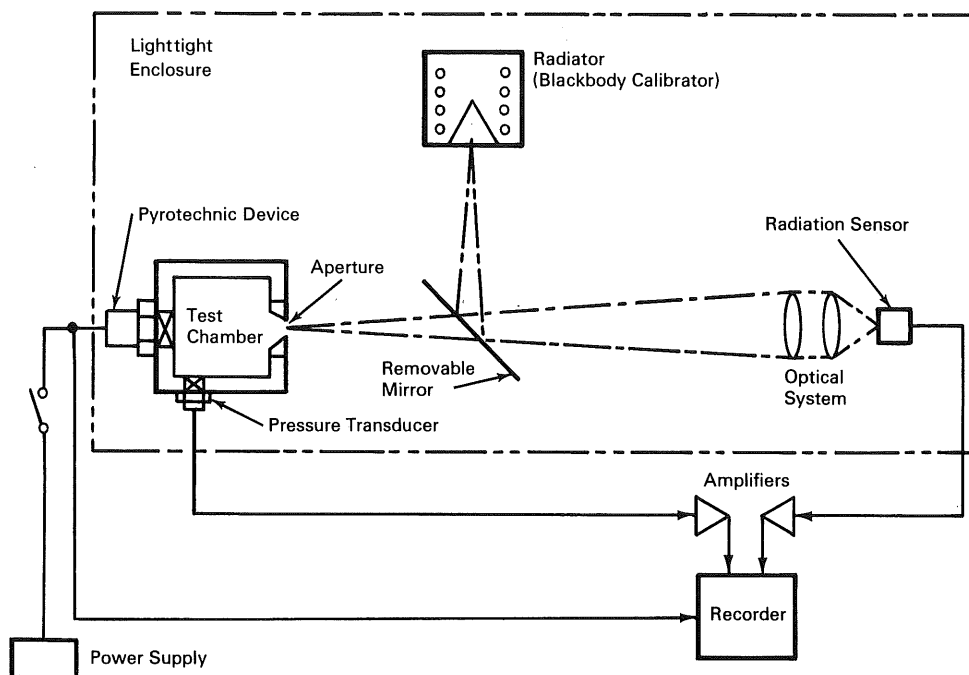 Lighttight
Enclosure
Radiator
(Blackbody Calibrator)
Pyrotechnic Device
Radiation Sensor
Aperture
Test
Chamber
Removable
Mirror
Optical
System
Pressure Transducer
Amplifiers
Recorder
Power Supply